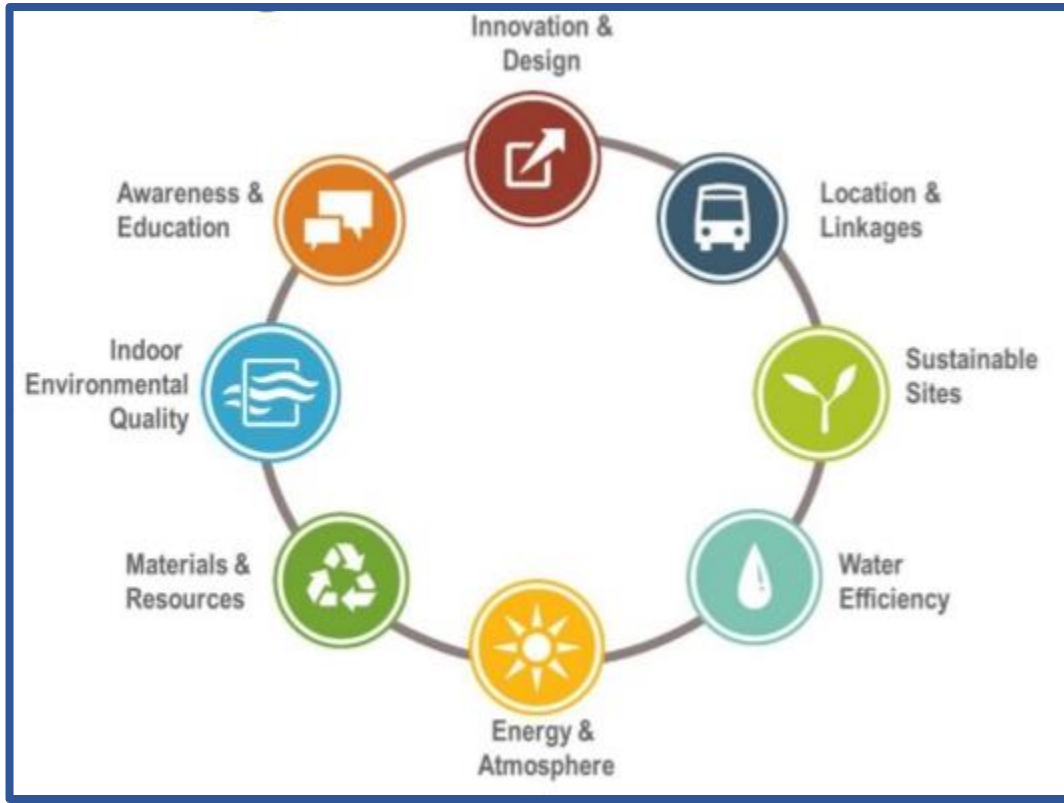 Innovation &
Design
Location &
Linkages
Sustainable
Sites
Water
Efficiency
Energy &
Atmosphere
Materials &
Resources
Indoor
Environmental
Quality
Awareness &
Education